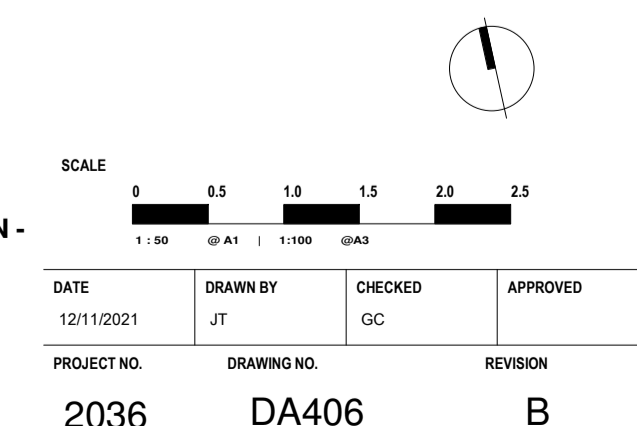 SCALE
0 0.5 1.0 1.5 2.0 2.5
N -
1 : 50 @ A1 | 1:100 @A3
DATE DRAWN BY CHECKED APPROVED
12/11/2021 JT GC
PROJECT NO. DRAWING NO. REVISION
2036 DA406 B